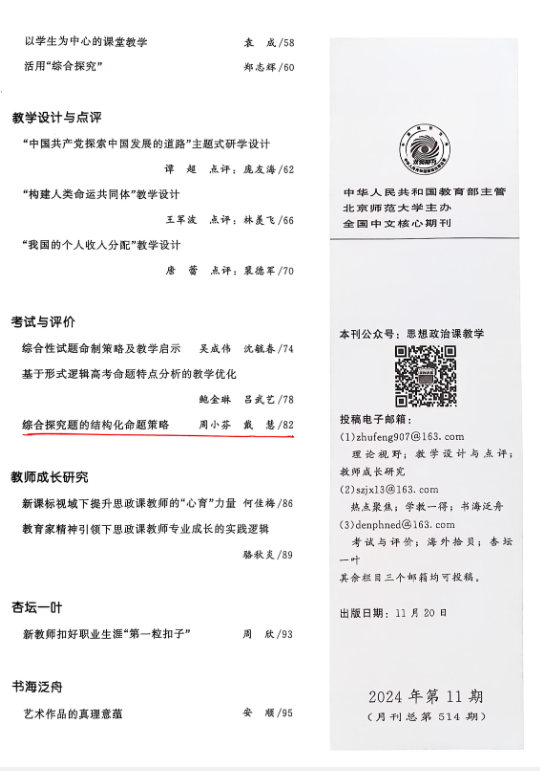 以学生为中心的课堂教学 袁 成/58
活用“综合探究” 郑志辉/60
教学设计与点评
“中国共产党探索中国发展的道路”主题式研学设计
谭 超 点评：庞友海/62
“构建人类命运共同体”教学设计
王军波 点评：林羡飞/66
“我国的个人收入分配”教学设计
唐 蕾 点评：裴德军/70
考试与评价
综合性试题命制策略及教学启示 吴成伟 沈毓春/74
基于形式逻辑高考命题特点分析的教学优化
鲍金琳 吕武艺/78
综合探究题的结构化命题策略 周小芬 戴 慧/82
教师成长研究
新课标视域下提升思政课教师的“心育”力量 何佳梅/86
教育家精神引领下思政课教师专业成长的实践逻辑
骆秋炎/89
杏坛一叶
新教师扣好职业生涯“第一粒扣子” 周 欣/93
书海泛舟
艺术作品的真理意蕴 安 顺/95
中华人民共和国教育部主管
北京师范大学主办
全国中文核心期刊
本刊公众号：思想政治课教学
投稿电子邮箱：
(1)zhufeng907@163.com
理论视野；教学设计与点评；
教师成长研究
(2)szjx13@163.com
热点聚焦；学教一得；书海泛舟
(3)denphned@163.com
考试与评价；海外拾贝；杏坛
一叶
其余栏目三个邮箱均可投稿。
出版日期：11月20日
2024年第11期
（月刊总第514期）